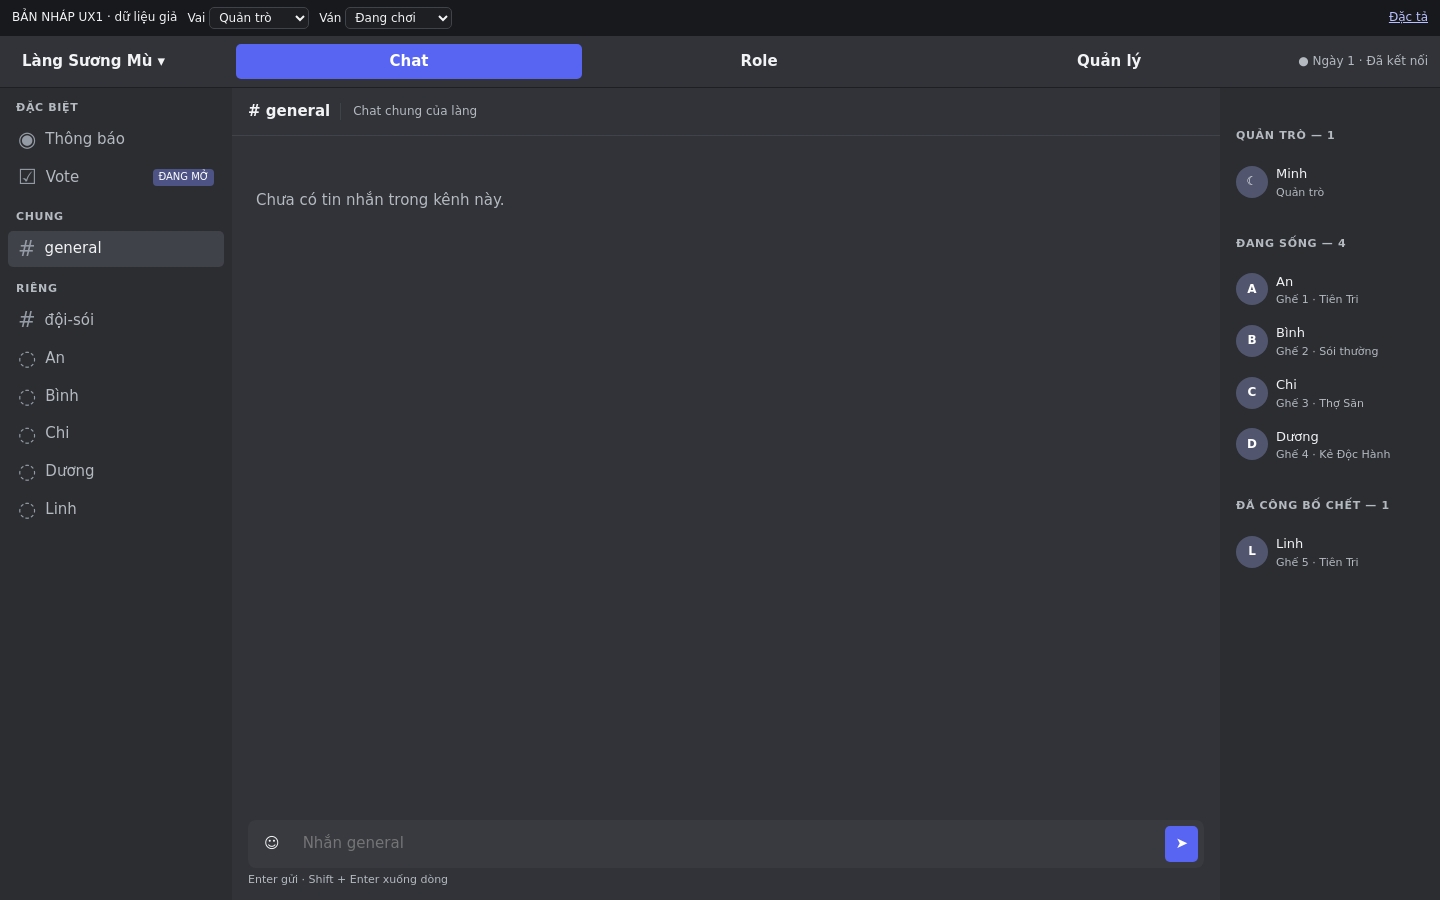 BẢN NHÁP UX1 · dữ liệu giả Vai Quản trò Ván Đang chơi Đặc tả
Làng Sương Mù ▾ Chat Role Quản lý ● Ngày 1 · Đã kết nối
ĐẶC BIỆT
Thông báo
Vote ĐANG MỞ
CHUNG
# general
RIÊNG
# đội-sói
An
Bình
Chi
Dương
Linh
# general Chat chung của làng
Chưa có tin nhắn trong kênh này.
Nhắn general
Enter gửi · Shift + Enter xuống dòng
QUẢN TRÒ — 1
Minh
Quản trò
ĐANG SỐNG — 4
A An
Ghế 1 · Tiên Tri
B Bình
Ghế 2 · Sói thường
C Chi
Ghế 3 · Thợ Săn
D Dương
Ghế 4 · Kẻ Độc Hành
ĐÃ CÔNG BỐ CHẾT — 1
L Linh
Ghế 5 · Tiên Tri